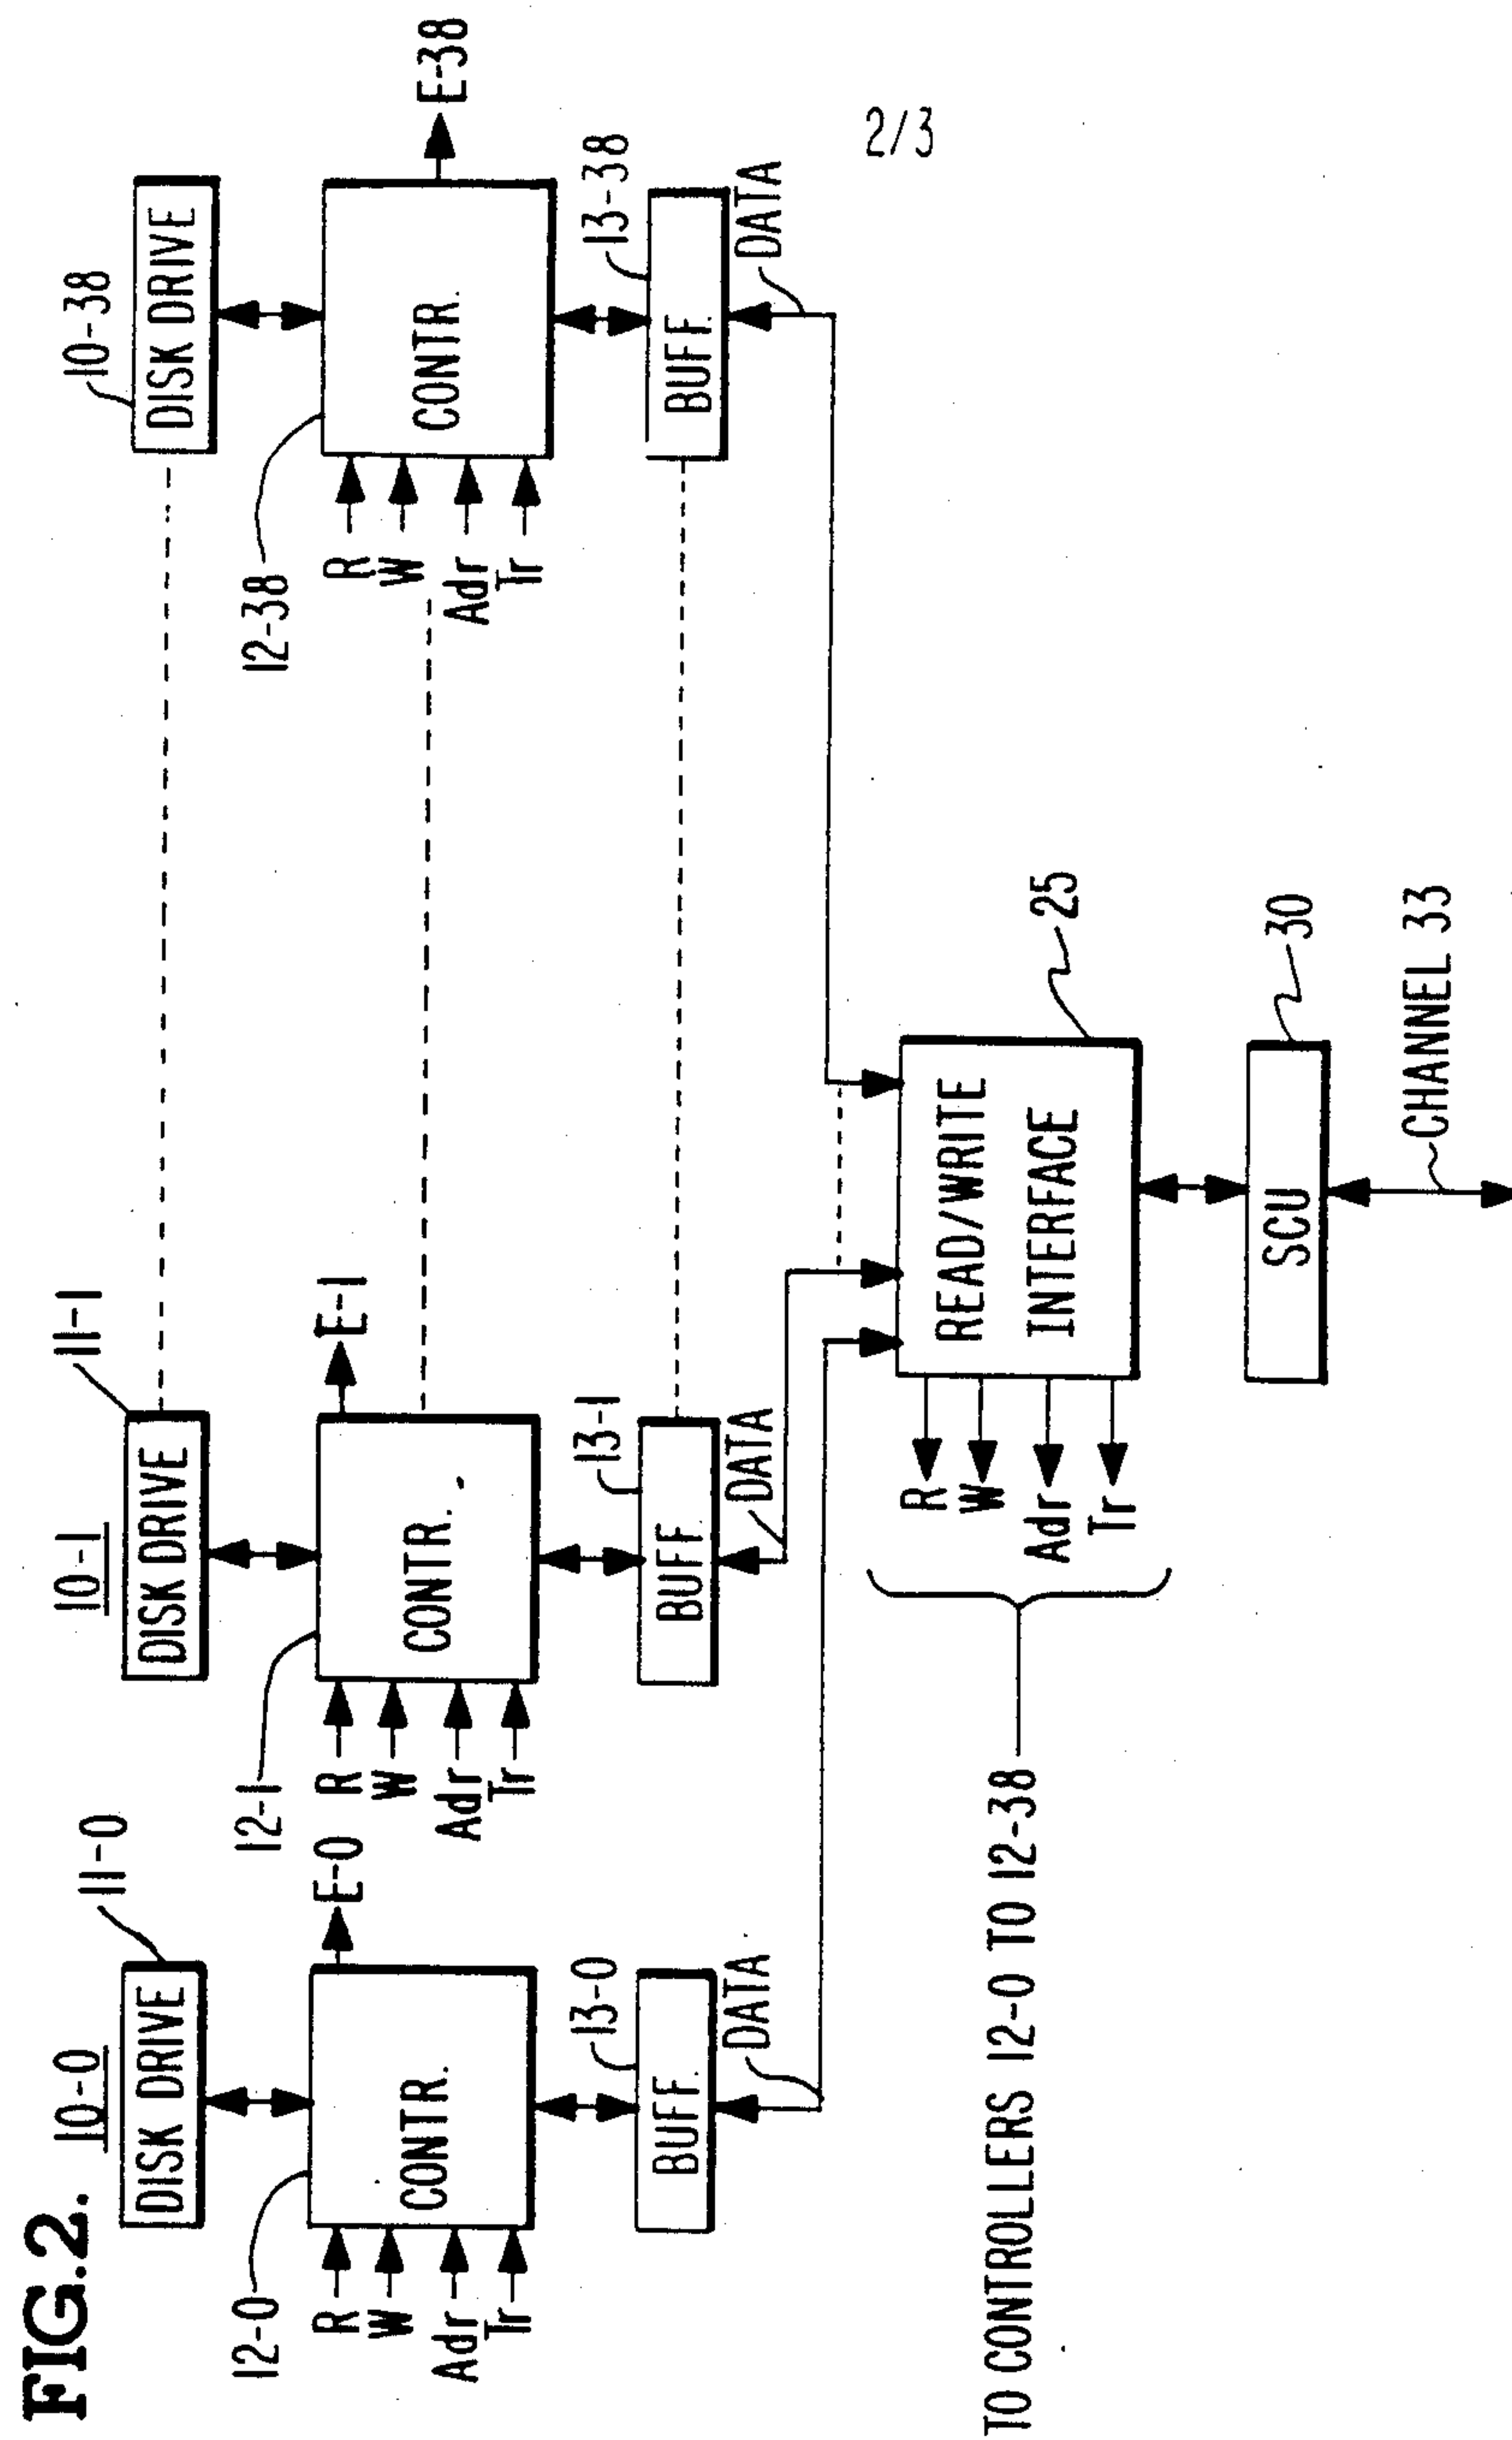 FIG.2.
10-0
11-0
10-1
11-1
10-38
DISK DRIVE
DISK DRIVE
DISK DRIVE
12-0
E-0
12-1
E-1
12-38
E-38
R
W
Adr
Tr
CONTR.
R
W
Adr
Tr
CONTR.
R
W
Adr
Tr
CONTR.
13-0
13-1
13-38
BUFF.
BUFF.
BUFF.
DATA
DATA
DATA
2/3
R
W
Adr
Tr
READ/WRITE
INTERFACE
25
TO CONTROLLERS 12-0 TO 12-38
SCU
30
CHANNEL 33